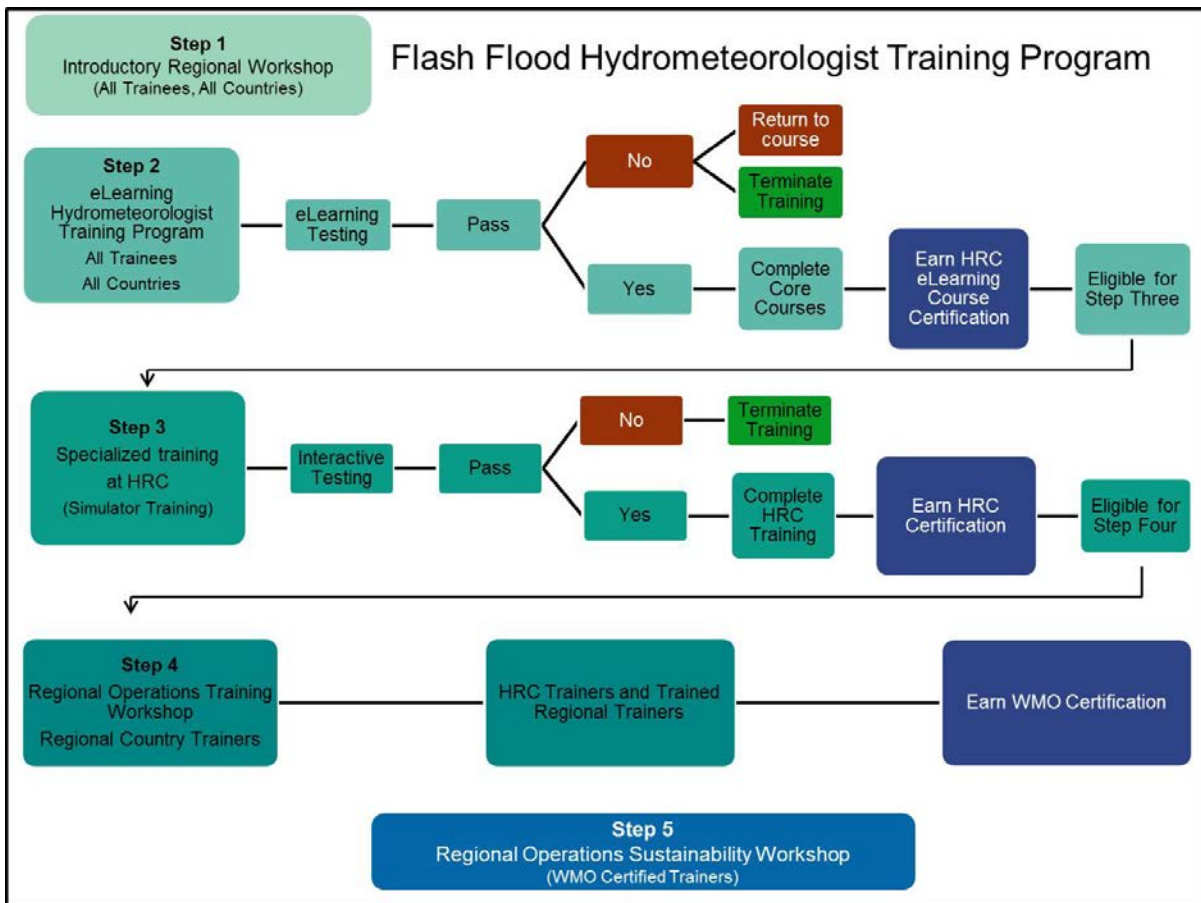 Step 1
Introductory Regional Workshop
(All Trainees, All Countries)
Flash Flood Hydrometeorologist Training Program
Step 2
eLearning
Hydrometeorologist
Training Program
All Trainees
All Countries
eLearning
Testing
Pass
No
Return to
course
Terminate
Training
Yes
Complete
Core
Courses
Earn HRC
eLearning
Course
Certification
Eligible for
Step Three
Step 3
Specialized training
at HRC
(Simulator Training)
Interactive
Testing
Pass
No
Terminate
Training
Yes
Complete
HRC
Training
Earn HRC
Certification
Eligible for
Step Four
Step 4
Regional Operations Training
Workshop
Regional Country Trainers
HRC Trainers and Trained
Regional Trainers
Earn WMO Certification
Step 5
Regional Operations Sustainability Workshop
(WMO Certified Trainers)